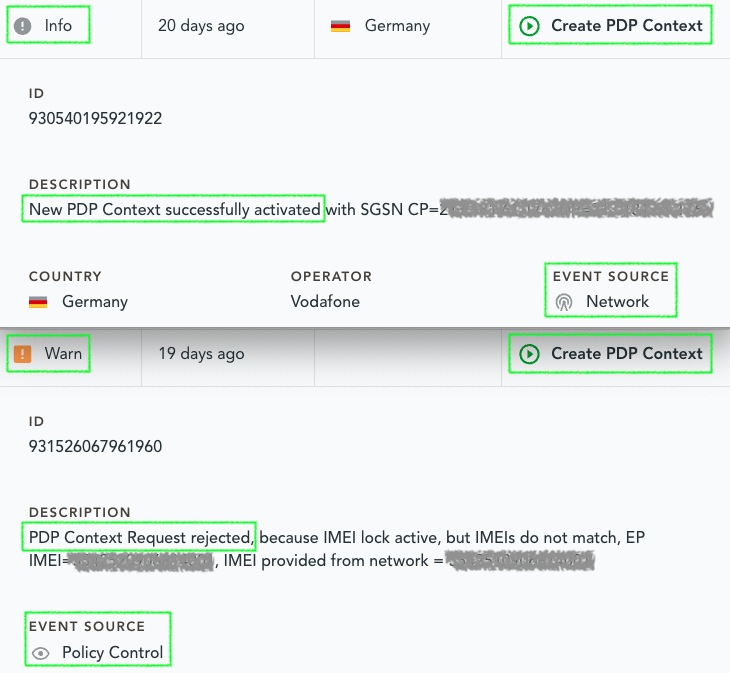 Info 20 days ago Germany Create PDP Context
ID
930540195921922
DESCRIPTION
New PDP Context successfully activated with SGSN CP=2
COUNTRY OPERATOR EVENT SOURCE
Germany Vodafone Network
Warn 19 days ago Create PDP Context
ID
931526067961960
DESCRIPTION
PDP Context Request rejected, because IMEI lock active, but IMEIs do not match, EP
IMEI= , IMEI provided from network =
EVENT SOURCE
Policy Control